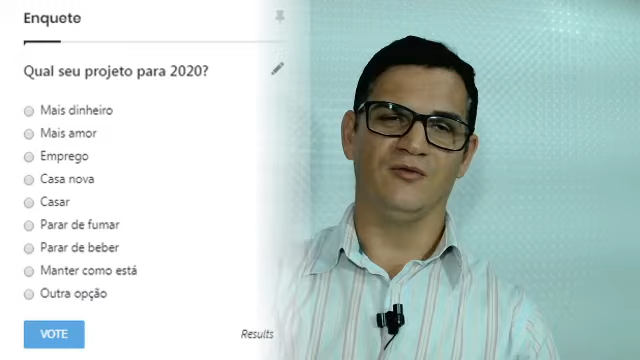 Enquete
Qual seu projeto para 2020?
Mais dinheiro
Mais amor
Emprego
Casa nova
Casar
Parar de fumar
Parar de beber
Manter como está
Outra opção
VOTE
Results